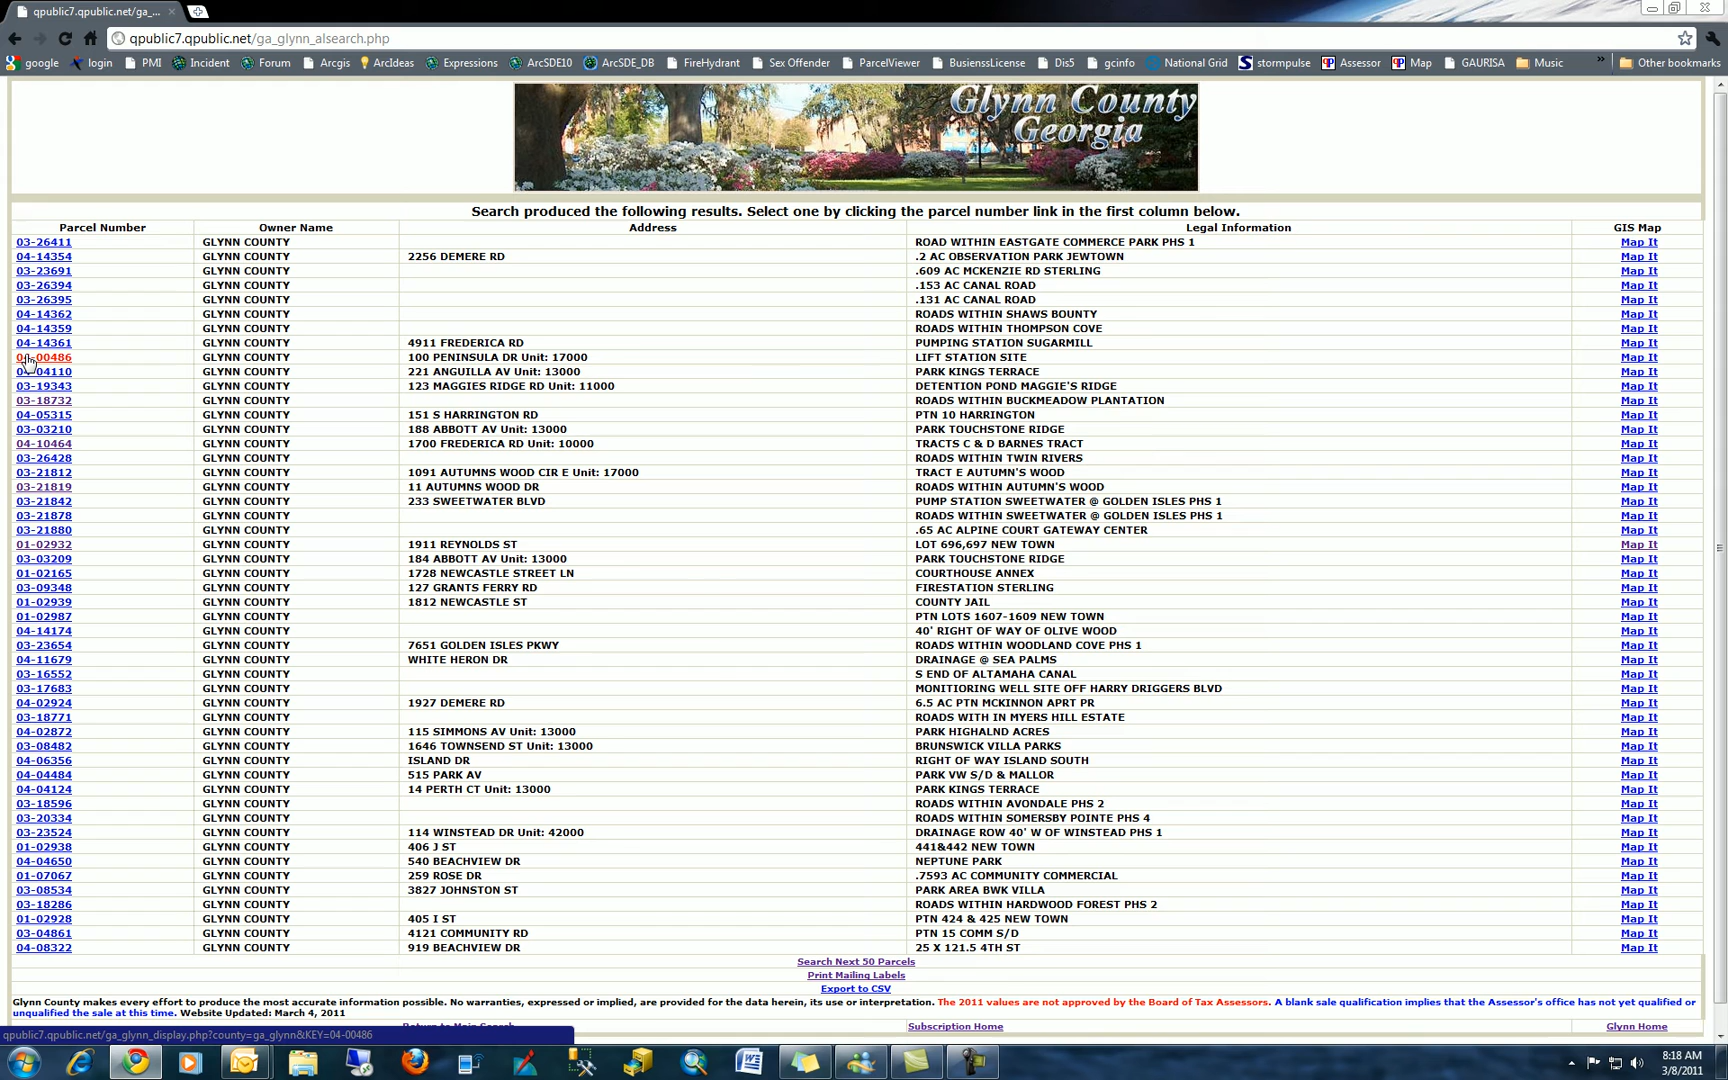 qpublic7.qpublic.net/ga_...
qpublic7.qpublic.net/ga_glynn_alsearch.php
google login PMI Incident Forum Arcgis ArcIdeas Expressions ArcSDE10 ArcSDE_DB FireHydrant Sex Offender ParcelViewer BusienssLicense Dis5 gcinfo National Grid stormpulse Assessor Map GAURISA Music » Other bookmarks
Glynn County
Georgia
Search produced the following results. Select one by clicking the parcel number link in the first column below.
Parcel Number Owner Name Address Legal Information GIS Map
03-26411 GLYNN COUNTY ROAD WITHIN EASTGATE COMMERCE PARK PHS 1 Map It
04-14354 GLYNN COUNTY 2256 DEMERE RD .2 AC OBSERVATION PARK JEWTOWN Map It
03-23691 GLYNN COUNTY .609 AC MCKENZIE RD STERLING Map It
03-26394 GLYNN COUNTY .153 AC CANAL ROAD Map It
03-26395 GLYNN COUNTY .131 AC CANAL ROAD Map It
04-14362 GLYNN COUNTY ROADS WITHIN SHAWS BOUNTY Map It
04-14359 GLYNN COUNTY ROADS WITHIN THOMPSON COVE Map It
04-14361 GLYNN COUNTY 4911 FREDERICA RD PUMPING STATION SUGARMILL Map It
04-00486 GLYNN COUNTY 100 PENINSULA DR Unit: 17000 LIFT STATION SITE Map It
04-04110 GLYNN COUNTY 221 ANGUILLA AV Unit: 13000 PARK KINGS TERRACE Map It
03-19343 GLYNN COUNTY 123 MAGGIES RIDGE RD Unit: 11000 DETENTION POND MAGGIE'S RIDGE Map It
03-18732 GLYNN COUNTY ROADS WITHIN BUCKMEADOW PLANTATION Map It
04-05315 GLYNN COUNTY 151 S HARRINGTON RD PTN 10 HARRINGTON Map It
03-03210 GLYNN COUNTY 188 ABBOTT AV Unit: 13000 PARK TOUCHSTONE RIDGE Map It
04-10464 GLYNN COUNTY 1700 FREDERICA RD Unit: 10000 TRACTS C & D BARNES TRACT Map It
03-26428 GLYNN COUNTY ROADS WITHIN TWIN RIVERS Map It
03-21812 GLYNN COUNTY 1091 AUTUMNS WOOD CIR E Unit: 17000 TRACT E AUTUMN'S WOOD Map It
03-21819 GLYNN COUNTY 11 AUTUMNS WOOD DR ROADS WITHIN AUTUMN'S WOOD Map It
03-21842 GLYNN COUNTY 233 SWEETWATER BLVD PUMP STATION SWEETWATER @ GOLDEN ISLES PHS 1 Map It
03-21878 GLYNN COUNTY ROADS WITHIN SWEETWATER @ GOLDEN ISLES PHS 1 Map It
03-21880 GLYNN COUNTY .65 AC ALPINE COURT GATEWAY CENTER Map It
01-02932 GLYNN COUNTY 1911 REYNOLDS ST LOT 696,697 NEW TOWN Map It
03-03209 GLYNN COUNTY 184 ABBOTT AV Unit: 13000 PARK TOUCHSTONE RIDGE Map It
01-02165 GLYNN COUNTY 1728 NEWCASTLE STREET LN COURTHOUSE ANNEX Map It
03-09348 GLYNN COUNTY 127 GRANTS FERRY RD FIRESTATION STERLING Map It
01-02939 GLYNN COUNTY 1812 NEWCASTLE ST COUNTY JAIL Map It
01-02987 GLYNN COUNTY PTN LOTS 1607-1609 NEW TOWN Map It
04-14174 GLYNN COUNTY 40' RIGHT OF WAY OF OLIVE WOOD Map It
03-23654 GLYNN COUNTY 7651 GOLDEN ISLES PKWY ROADS WITHIN WOODLAND COVE PHS 1 Map It
04-11679 GLYNN COUNTY WHITE HERON DR DRAINAGE @ SEA PALMS Map It
03-16552 GLYNN COUNTY S END OF ALTAMAHA CANAL Map It
03-17683 GLYNN COUNTY MONITIORING WELL SITE OFF HARRY DRIGGERS BLVD Map It
04-02924 GLYNN COUNTY 1927 DEMERE RD 6.5 AC PTN MCKINNON APRT PR Map It
03-18771 GLYNN COUNTY ROADS WITH IN MYERS HILL ESTATE Map It
04-02872 GLYNN COUNTY 115 SIMMONS AV Unit: 13000 PARK HIGHALND ACRES Map It
03-08482 GLYNN COUNTY 1646 TOWNSEND ST Unit: 13000 BRUNSWICK VILLA PARKS Map It
04-06356 GLYNN COUNTY ISLAND DR RIGHT OF WAY ISLAND SOUTH Map It
04-04484 GLYNN COUNTY 515 PARK AV PARK VW S/D & MALLOR Map It
04-04124 GLYNN COUNTY 14 PERTH CT Unit: 13000 PARK KINGS TERRACE Map It
03-18596 GLYNN COUNTY ROADS WITHIN AVONDALE PHS 2 Map It
03-20334 GLYNN COUNTY ROADS WITHIN SOMERSBY POINTE PHS 4 Map It
03-23524 GLYNN COUNTY 114 WINSTEAD DR Unit: 42000 DRAINAGE ROW 40' W OF WINSTEAD PHS 1 Map It
01-02938 GLYNN COUNTY 406 J ST 441&442 NEW TOWN Map It
04-04650 GLYNN COUNTY 540 BEACHVIEW DR NEPTUNE PARK Map It
01-07067 GLYNN COUNTY 259 ROSE DR .7593 AC COMMUNITY COMMERCIAL Map It
03-08534 GLYNN COUNTY 3827 JOHNSTON ST PARK AREA BWK VILLA Map It
03-18286 GLYNN COUNTY ROADS WITHIN HARDWOOD FOREST PHS 2 Map It
01-02928 GLYNN COUNTY 405 I ST PTN 424 & 425 NEW TOWN Map It
03-04861 GLYNN COUNTY 4121 COMMUNITY RD PTN 15 COMM S/D Map It
04-08322 GLYNN COUNTY 919 BEACHVIEW DR 25 X 121.5 4TH ST Map It
Search Next 50 Parcels
Print Mailing Labels
Export to CSV
Glynn County makes every effort to produce the most accurate information possible. No warranties, expressed or implied, are provided for the data herein, its use or interpretation. The 2011 values are not approved by the Board of Tax Assessors. A blank sale qualification implies that the Assessor's office has not yet qualified or
unqualified the sale at this time. Website Updated: March 4, 2011
Return to Main Search Subscription Home Glynn Home
qpublic7.qpublic.net/ga_glynn_display.php?county=ga_glynn&KEY=04-00486
8:18 AM
3/8/2011